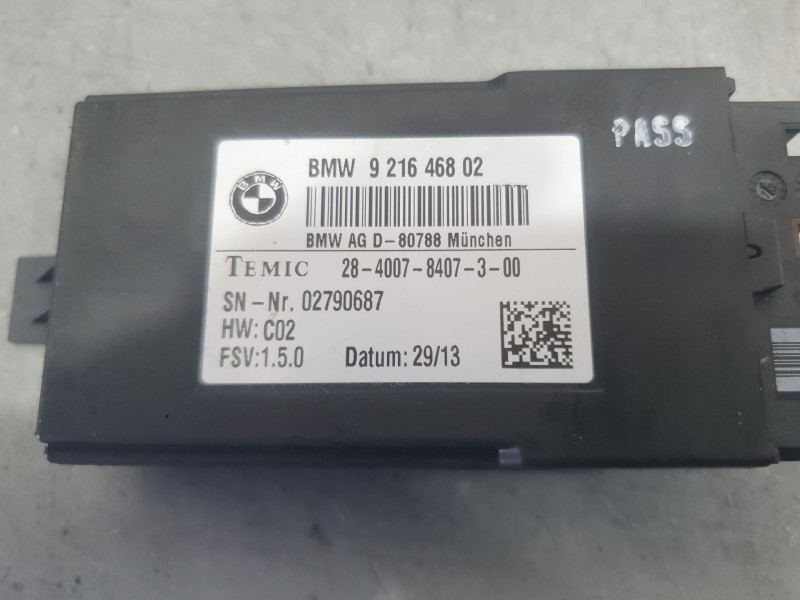 PASS
BMW 9 216 468 02
BMW
BMW AG D-80788 München
TEMIC 28-4007-8407-3-00
SN-Nr. 02790687
HW: C02
FSV:1.5.0 Datum: 29/13